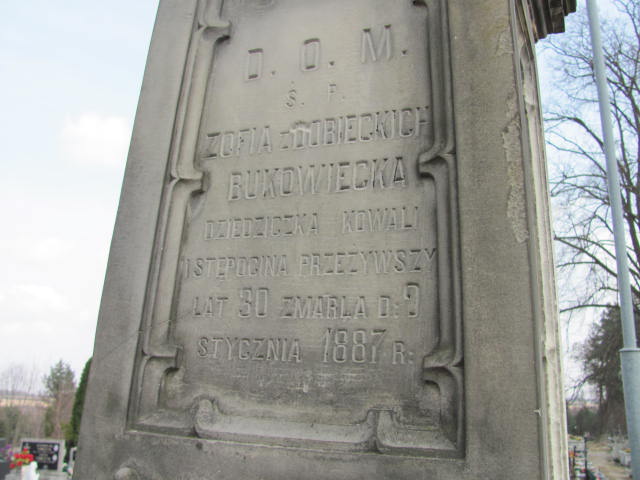 D. O. M.
Ś. P.
ZOFIA z DOBIECKICH
BUKOWIECKA
DZIEDZICZKA KOWALI
I STĘPOCINA PRZEŻYWSZY
LAT 30 ZMARŁA D: 9
STYCZNIA 1887 R: